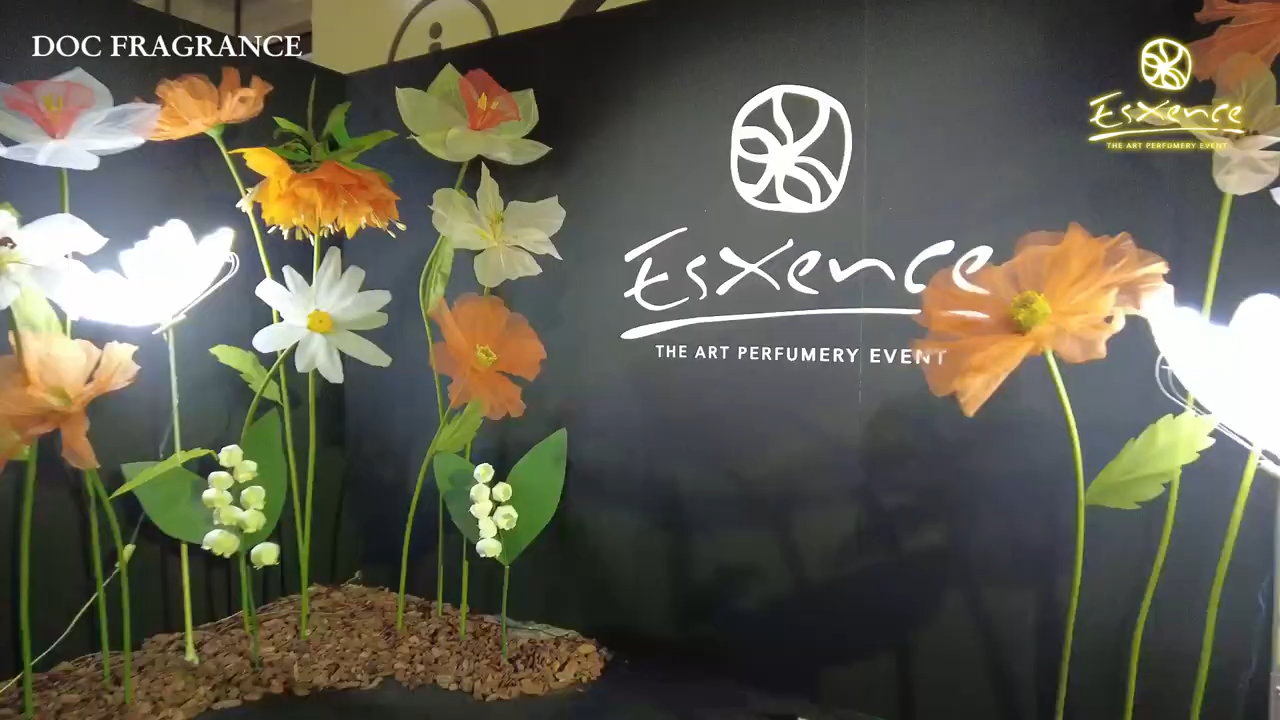 DOC FRAGRANCE
Esxence
THE ART PERFUMERY EVENT
Esxence
THE ART PERFUMERY EVENT